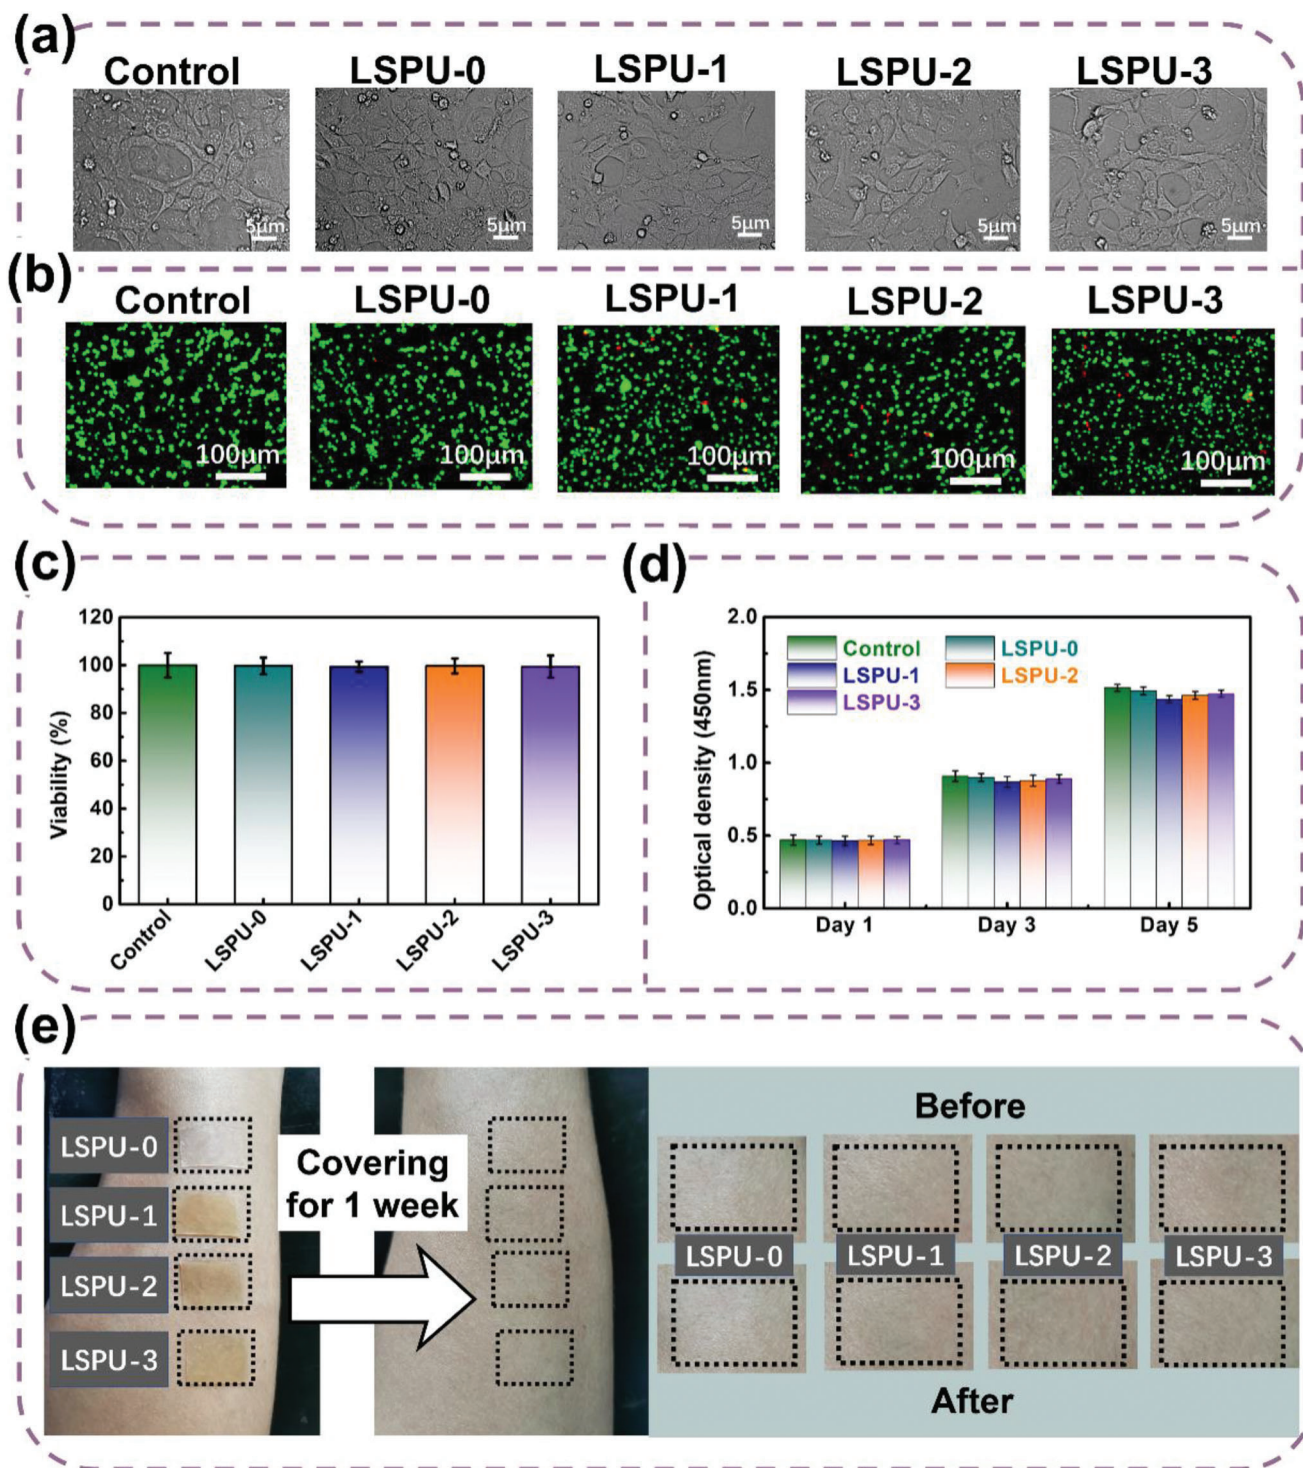 (a)
Control LSPU-0 LSPU-1 LSPU-2 LSPU-3
5μm 5μm 5μm 5μm 5μm
(b)
Control LSPU-0 LSPU-1 LSPU-2 LSPU-3
100μm 100μm 100μm 100μm 100μm
(c)
120
100
80
60
40
20
0
Viability (%)
Control LSPU-0 LSPU-1 LSPU-2 LSPU-3
(d)
2.0
1.5
1.0
0.5
0.0
Optical density (450nm)
Control LSPU-0
LSPU-1 LSPU-2
LSPU-3
Day 1 Day 3 Day 5
(e)
LSPU-0
LSPU-1
LSPU-2
LSPU-3
Covering
for 1 week
Before
LSPU-0 LSPU-1 LSPU-2 LSPU-3
After